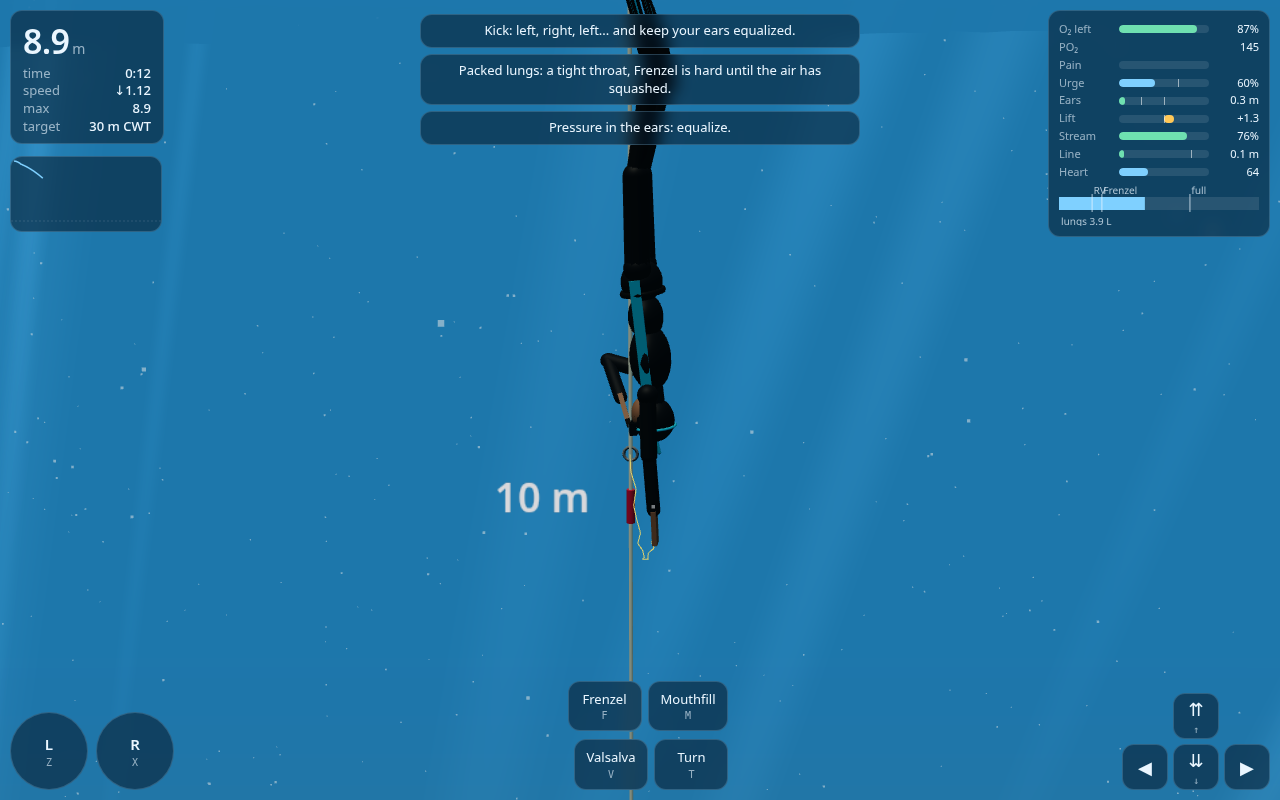 8.9 m
time 0:12
speed ↓1.12
max 8.9
target 30 m CWT
Kick: left, right, left... and keep your ears equalized.
Packed lungs: a tight throat, Frenzel is hard until the air has
squashed.
Pressure in the ears: equalize.
O₂ left 87%
PO₂ 145
Pain
Urge 60%
Ears 0.3 m
Lift +1.3
Stream 76%
Line 0.1 m
Heart 64
RV Frenzel full
lungs 3.9 L
10 m
L
Z
R
X
Frenzel
F
Mouthfill
M
Valsalva
V
Turn
T
⇈
↑
◀ ⇊ ▶
↓